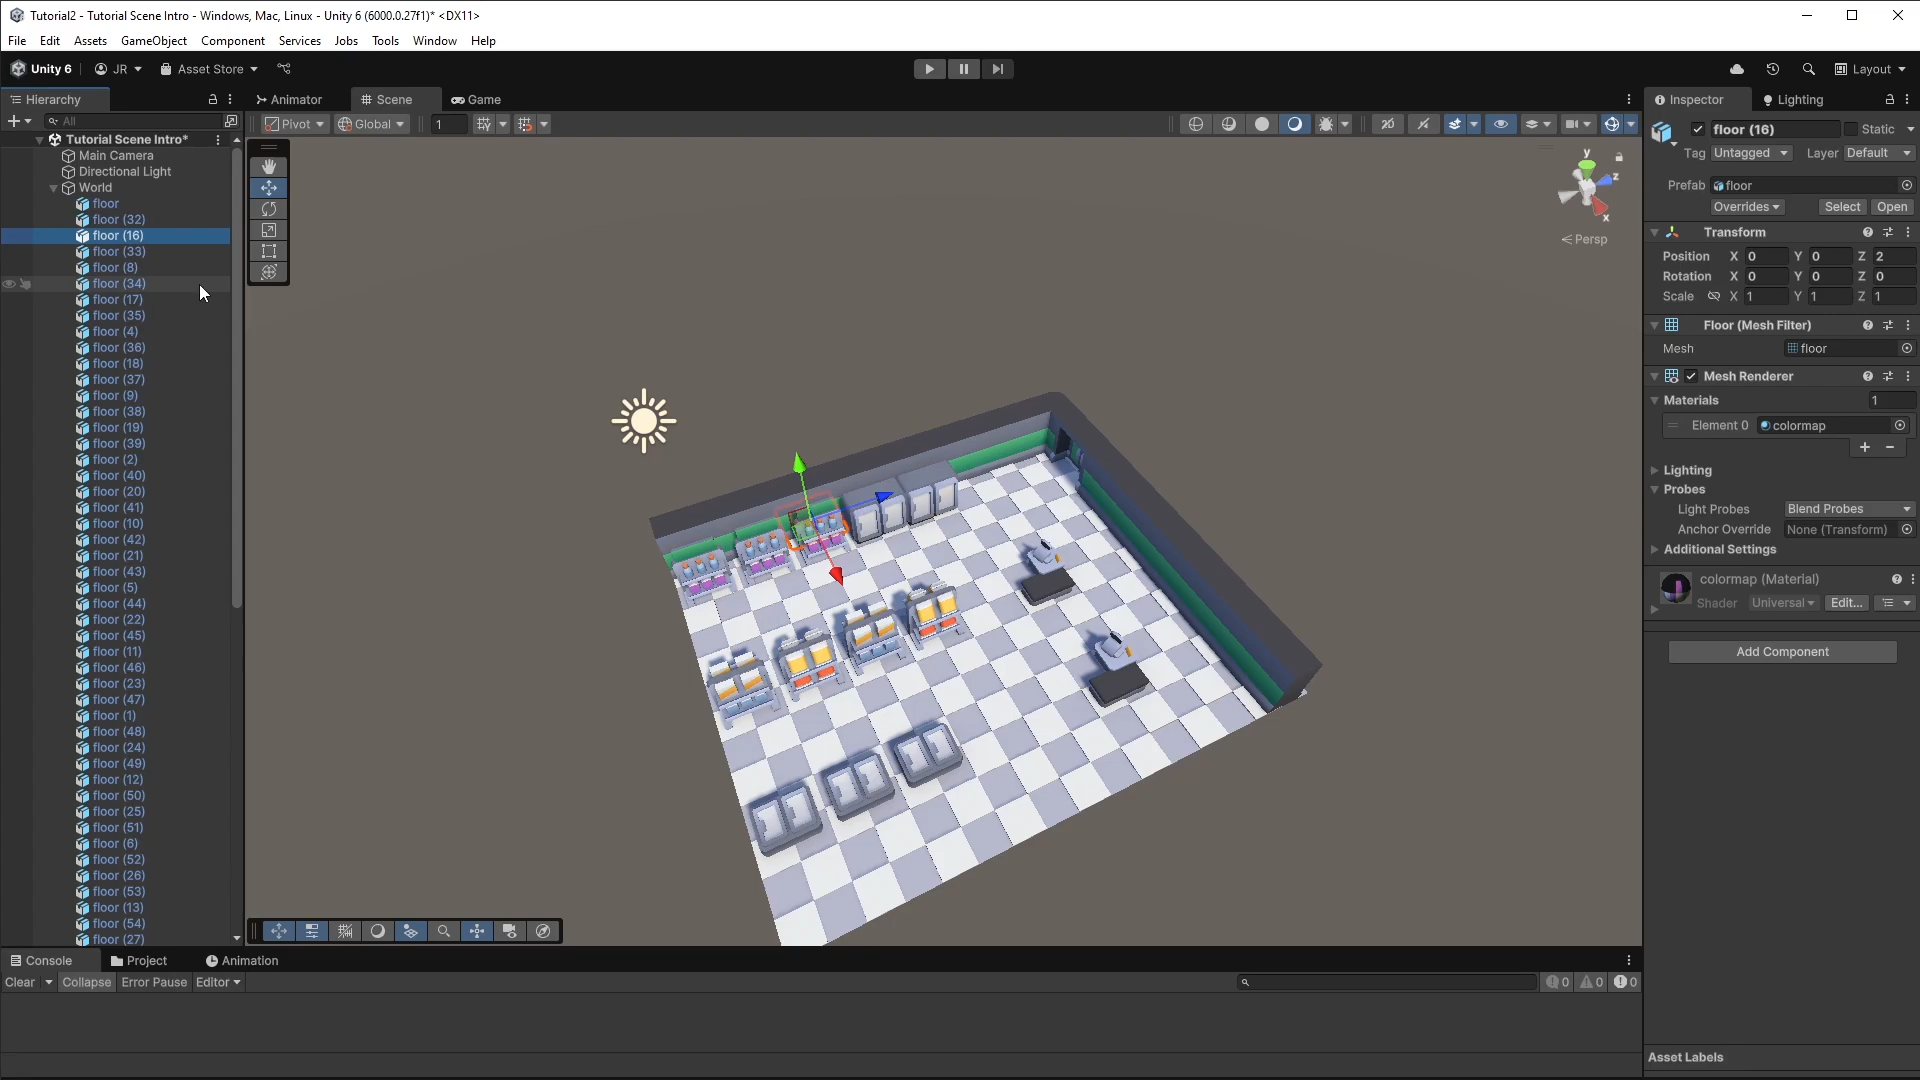 Tutorial2 - Tutorial Scene Intro - Windows, Mac, Linux - Unity 6 (6000.0.27f1)* <DX11>
File Edit Assets GameObject Component Services Jobs Tools Window Help
Unity 6 JR Asset Store Layout
Hierarchy
All
Tutorial Scene Intro*
Main Camera
Directional Light
World
floor
floor (32)
floor (16)
floor (33)
floor (8)
floor (34)
floor (17)
floor (35)
floor (4)
floor (36)
floor (18)
floor (37)
floor (9)
floor (38)
floor (19)
floor (39)
floor (2)
floor (40)
floor (20)
floor (41)
floor (10)
floor (42)
floor (21)
floor (43)
floor (5)
floor (44)
floor (22)
floor (45)
floor (11)
floor (46)
floor (23)
floor (47)
floor (1)
floor (48)
floor (24)
floor (49)
floor (12)
floor (50)
floor (25)
floor (51)
floor (6)
floor (52)
floor (26)
floor (53)
floor (13)
floor (54)
floor (27)
Animator Scene Game
Pivot Global 1 2D
y
z
x
Persp
Inspector Lighting
floor (16) Static
Tag Untagged Layer Default
Prefab floor
Overrides Select Open
Transform
Position X 0 Y 0 Z 2
Rotation X 0 Y 0 Z 0
Scale X 1 Y 1 Z 1
Floor (Mesh Filter)
Mesh floor
Mesh Renderer
Materials 1
Element 0 colormap
+ −
Lighting
Probes
Light Probes Blend Probes
Anchor Override None (Transform)
Additional Settings
colormap (Material)
Shader Universal Edit...
Add Component
Asset Labels
Console Project Animation
Clear Collapse Error Pause Editor 0 0 0